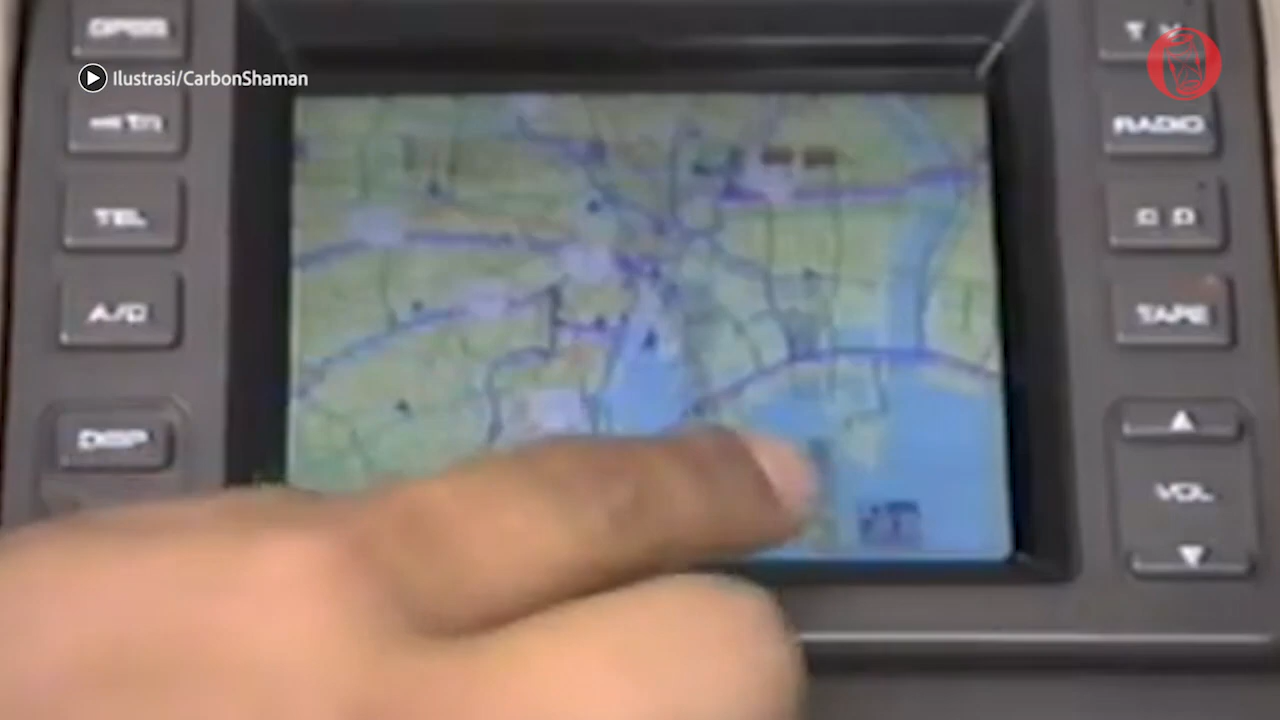 Ilustrasi/CarbonShaman
TEL
A/C
DISP
RADIO
CD
TAPE
VOL